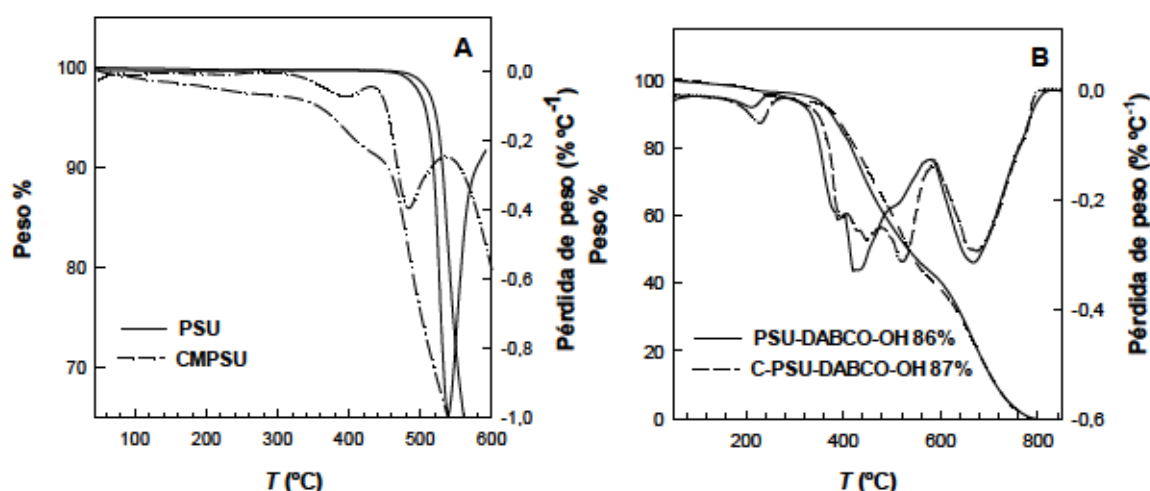 A
Peso %
100
90
80
70
0,0
-0,2
-0,4
-0,6
-0,8
-1,0
Pérdida de peso (% ºC-1)
PSU
CMPSU
100 200 300 400 500 600
T (ºC)
B
Peso %
100
80
60
40
20
0
0,0
-0,2
-0,4
-0,6
Pérdida de peso (% ºC-1)
PSU-DABCO-OH 86%
C-PSU-DABCO-OH 87%
200 400 600 800
T (ºC)